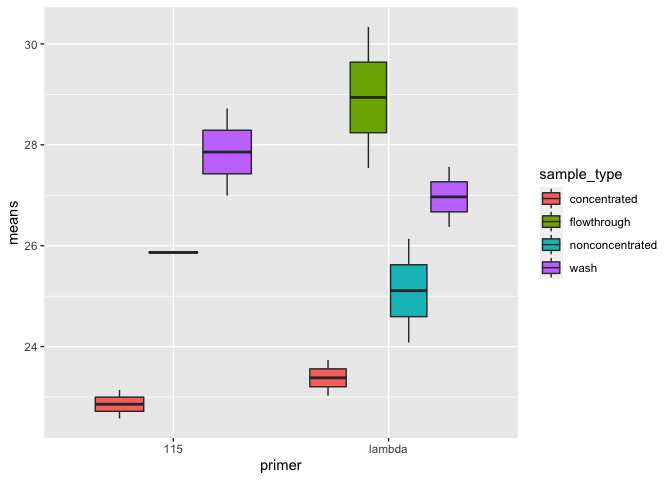 30
28
26
24
means
115
lambda
primer
sample_type
concentrated
flowthrough
nonconcentrated
wash